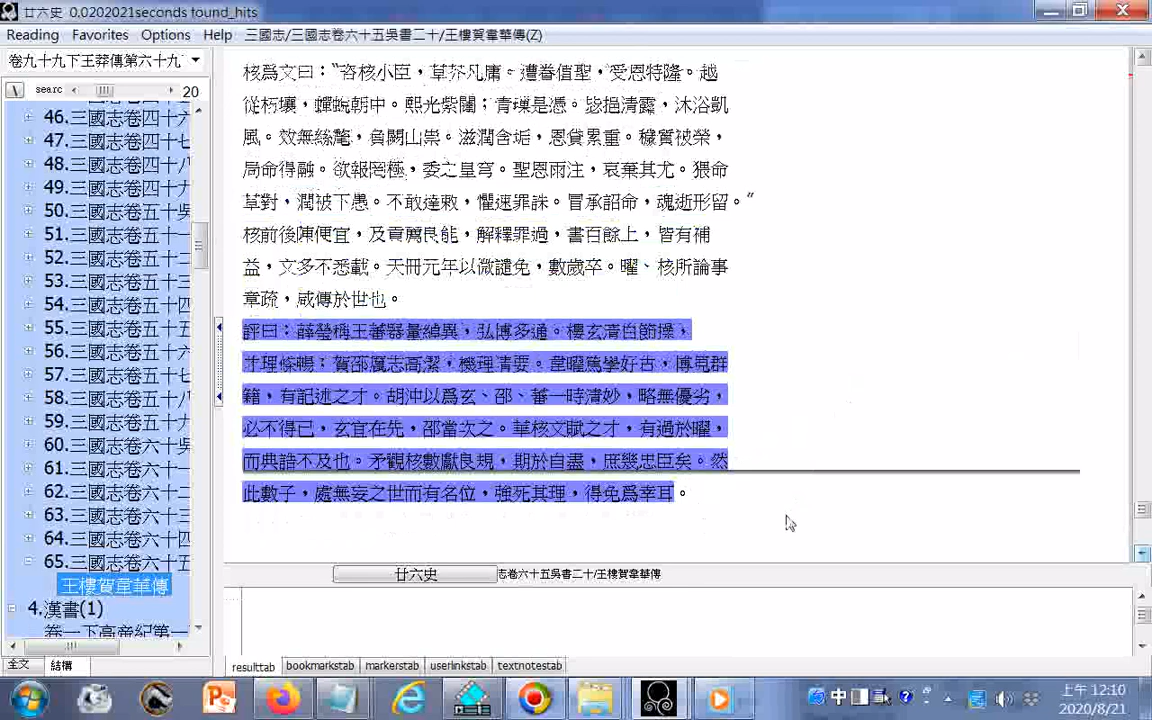 廿六史 0.0202021seconds found_hits
Reading Favorites Options Help 三國志/三國志卷六十五吳書二十/王樓賀韋華傳(Z)
卷九十九下王莽傳第六十九
searc 20
46.三國志卷四十六
47.三國志卷四十七
48.三國志卷四十八
49.三國志卷四十九
50.三國志卷五十吳
51.三國志卷五十一
52.三國志卷五十二
53.三國志卷五十三
54.三國志卷五十四
55.三國志卷五十五
56.三國志卷五十六
57.三國志卷五十七
58.三國志卷五十八
59.三國志卷五十九
60.三國志卷六十吳
61.三國志卷六十一
62.三國志卷六十二
63.三國志卷六十三
64.三國志卷六十四
65.三國志卷六十五
王樓賀韋華傳
4.漢書(1)
卷一下高帝紀第一
全文 結構
核爲文曰：“咨核小臣，草芥凡庸。遭眷值聖，受恩特隆。越
從朽壤，蟬蛻朝中。熙光紫闥；青璅是憑。毖挹清露，沐浴凱
風。效無絲氂，負闕山崇。滋潤含垢，恩貸累重。穢質被榮，
局命得融。欲報罔極，委之皇穹。聖恩雨注，哀棄其尤。猥命
草對，潤被下愚。不敢違敕，懼速罪誅。冒承詔命，魂逝形留。”
核前後陳便宜，及貢薦良能，解釋罪過，書百餘上，皆有補
益，文多不悉載。天冊元年以微譴免，數歲卒。曜、核所論事
章疏，咸傳於世也。
評曰：薛瑩稱王蕃器量綽異，弘博多通。樓玄清白節操，
才理條暢；賀邵厲志高潔，機理清要。韋曜篤學好古，博見群
籍，有記述之才。胡沖以爲玄、邵、蕃一時清妙，略無優劣，
必不得已，玄宜在先，邵當次之。華核文賦之才，有過於曜，
而典誥不及也。矛觀核數獻良規，期於自盡，庶幾忠臣矣。然
此數子，處無妄之世而有名位，強死其理，得免爲幸耳。
廿六史 志卷六十五吳書二十/王樓賀韋華傳
resulttab bookmarkstab markerstab userlinkstab textnotestab
中 上午 12:10
2020/8/21